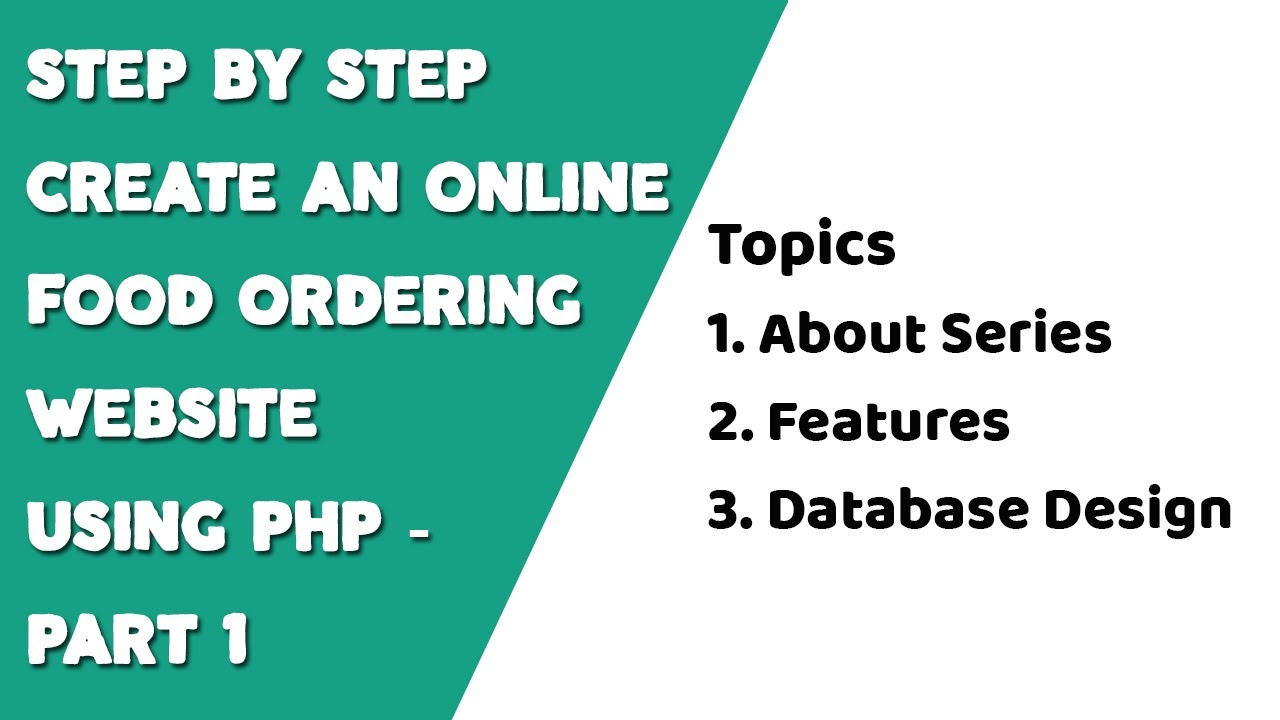 STEP BY STEP
CREATE AN ONLINE
FOOD ORDERING
WEBSITE
USING PHP -
PART 1
Topics
1. About Series
2. Features
3. Database Design